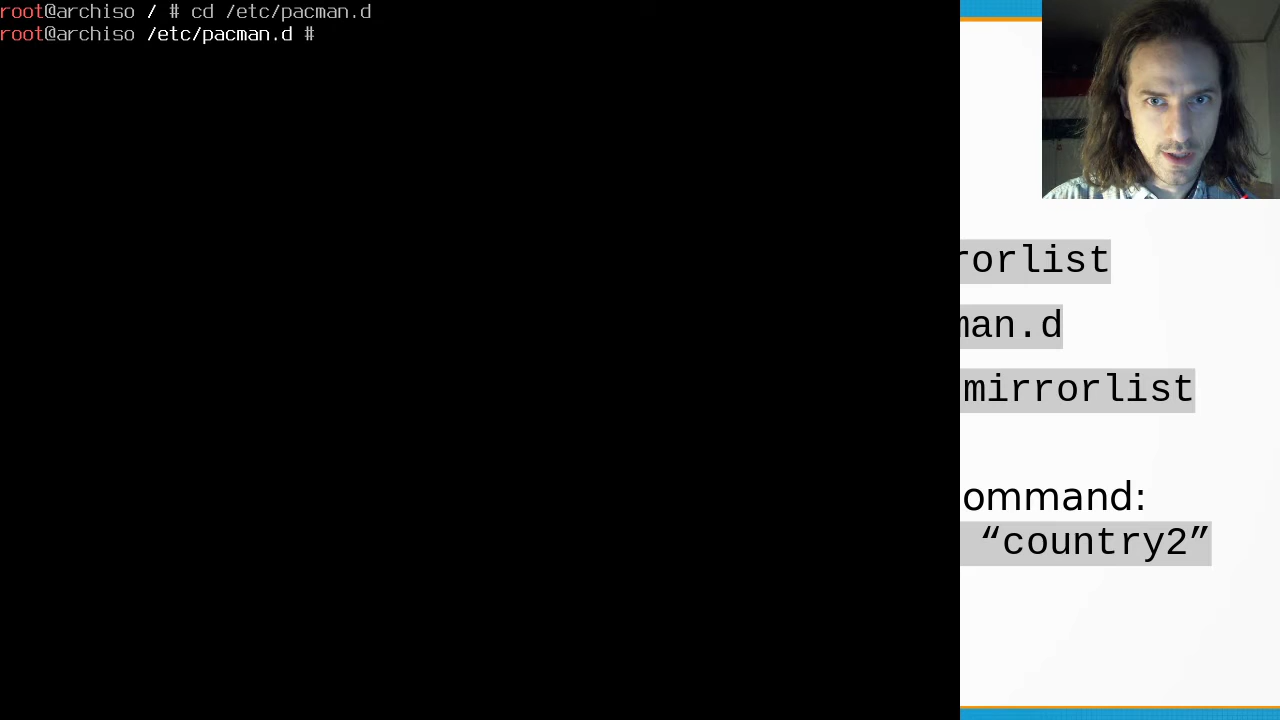 root@archiso / # cd /etc/pacman.d
root@archiso /etc/pacman.d #
rorlist
man.d
mirrorlist
ommand:
“country2”